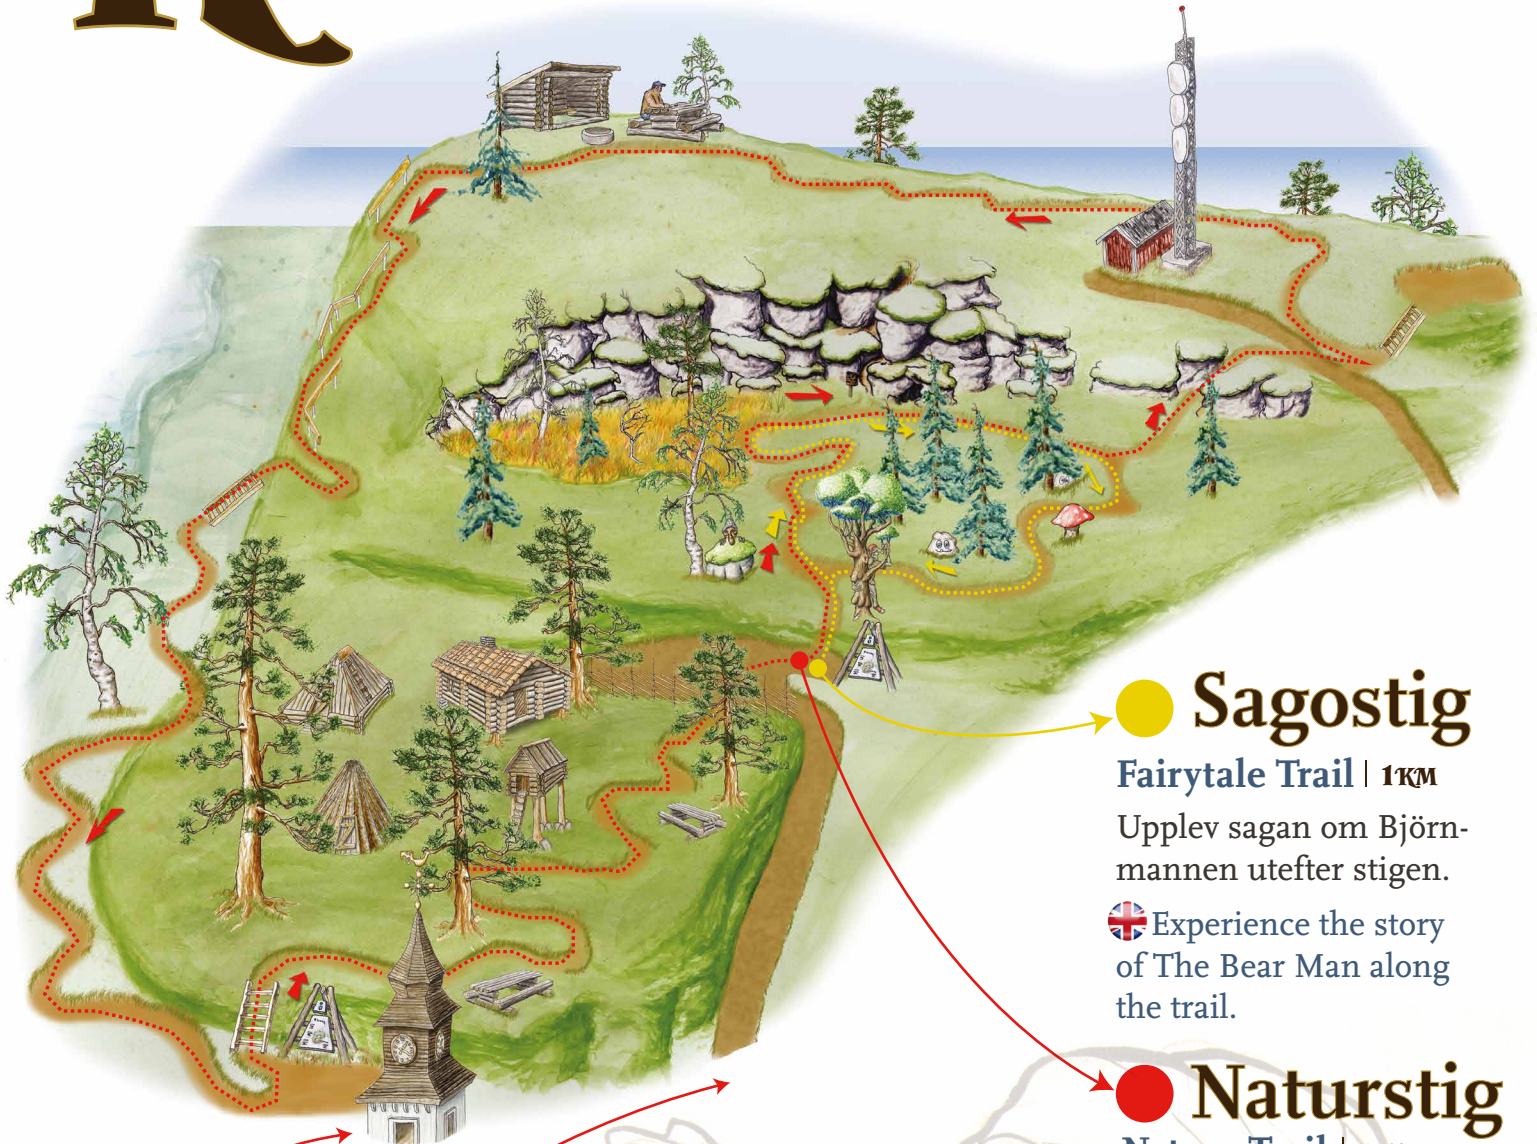 Sagostig
Fairytale Trail | 1KM
Upplev sagan om Björn-
mannen utefter stigen.
Experience the story
of The Bear Man along
the trail.
Naturstig